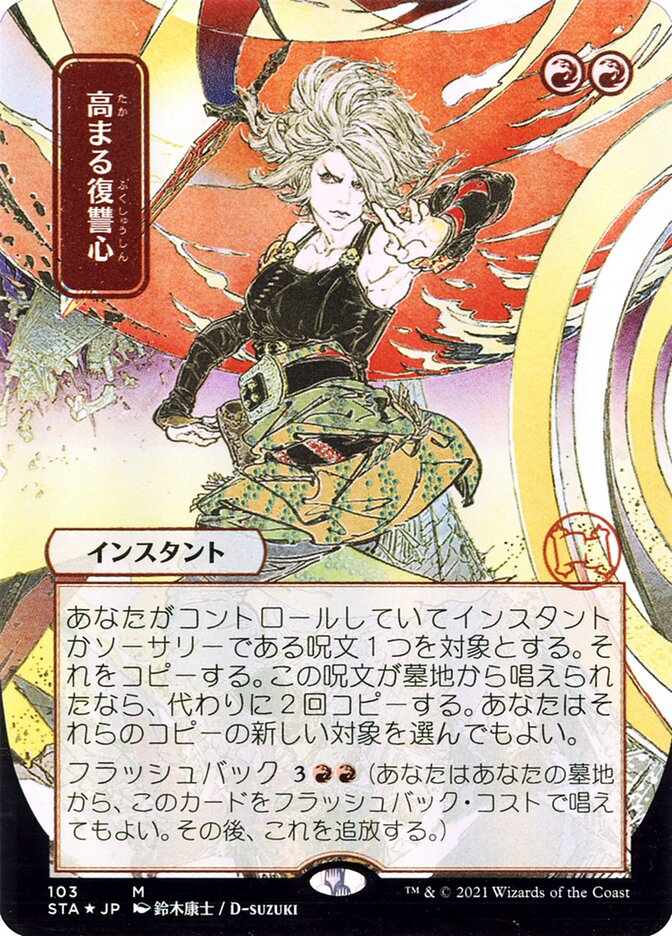 高まる復讐心
たか
ふくしゅうしん
インスタント
あなたがコントロールしていてインスタント
かソーサリーである呪文１つを対象とする。そ
れをコピーする。この呪文が墓地から唱えられ
たなら、代わりに２回コピーする。あなたはそ
れらのコピーの新しい対象を選んでもよい。
フラッシュバック 3（あなたはあなたの墓地
から、このカードをフラッシュバック・コストで唱え
てもよい。その後、これを追放する。）
103 M
STA★JP 鈴木康士 / D-SUZUKI
™ & © 2021 Wizards of the Coast